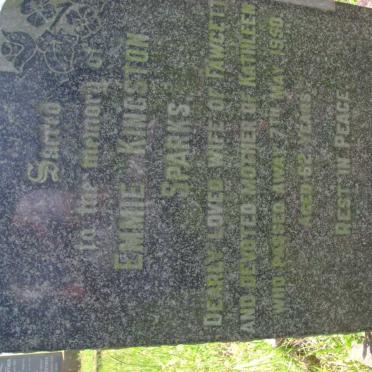 Sacred
to the memory of
EMMIE KINGSTON
SPARKS.
DEARLY LOVED WIFE OF FAWCETT
AND DEVOTED MOTHER OF KATHLEEN
WHO PASSED AWAY 7TH MAY 1950.
AGED 62 YEARS.
REST IN PEACE.